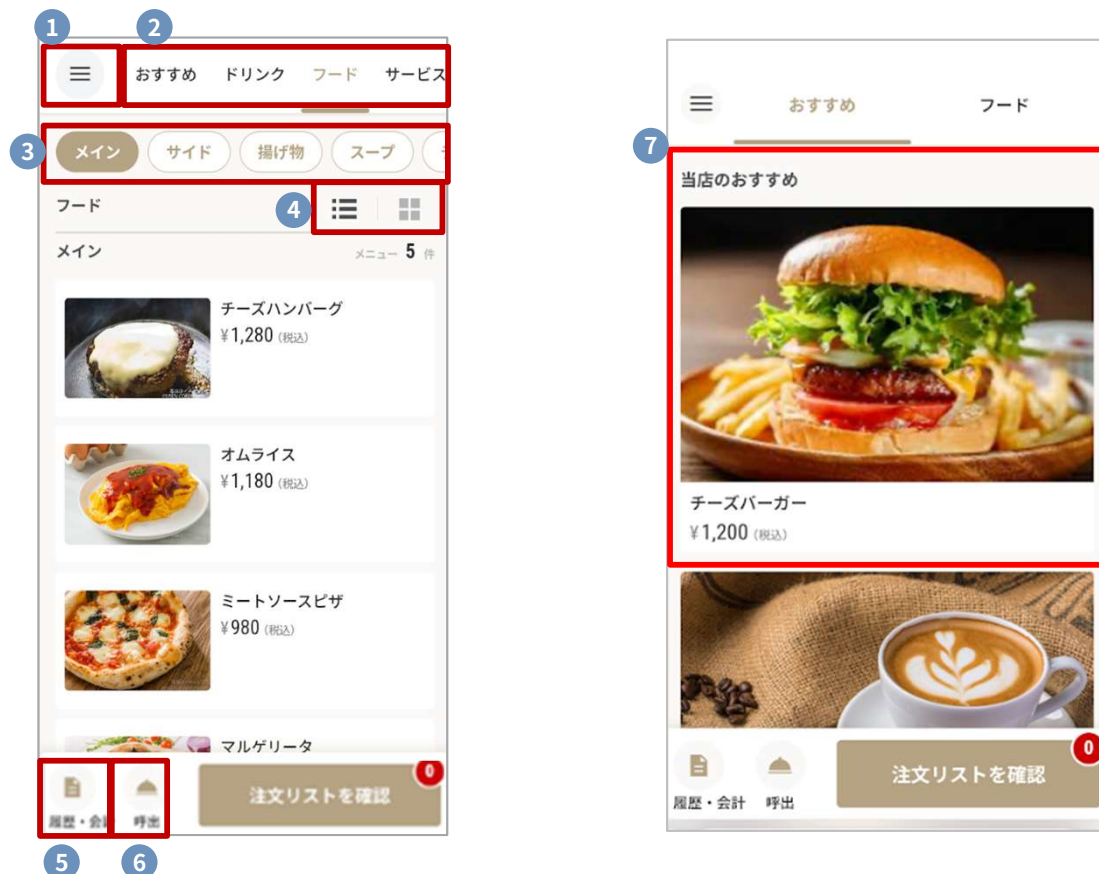 1
2
おすすめ ドリンク フード サービス
3
メイン サイド 揚げ物 スープ
フード
4
メイン
メニュー 5 件
チーズハンバーグ
¥1,280 (税込)
オムライス
¥1,180 (税込)
ミートソースピザ
¥980 (税込)
マルゲリータ
履歴・会計
呼出
注文リストを確認
0
5
6
おすすめ フード
7
当店のおすすめ
チーズバーガー
¥1,200 (税込)
履歴・会計
呼出
注文リストを確認
0